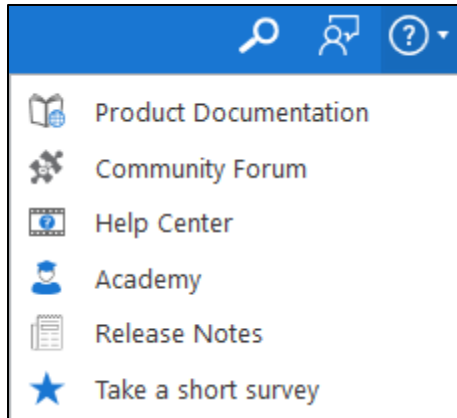 Product Documentation
Community Forum
Help Center
Academy
Release Notes
Take a short survey